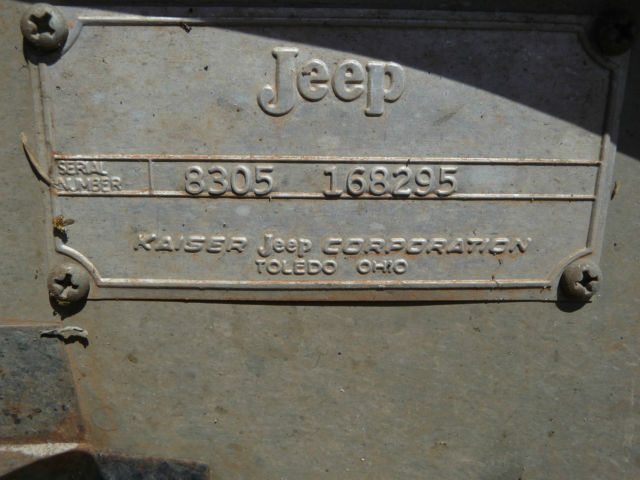 Jeep
SERIAL
NUMBER
8305 168295
KAISER Jeep CORPORATION
TOLEDO OHIO